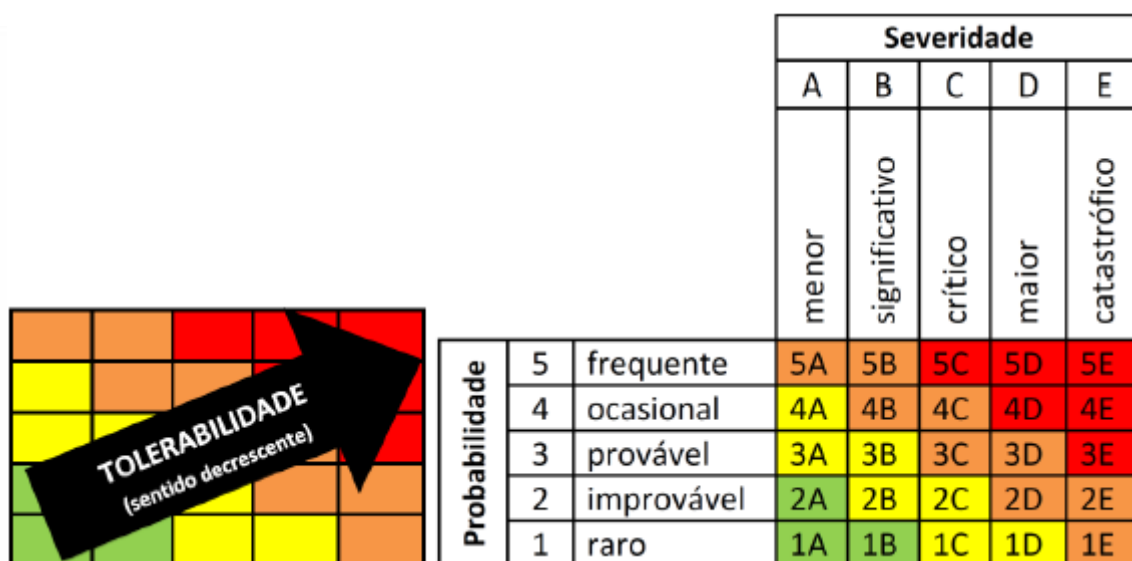 Severidade
A B C D E
menor significativo crítico maior catastrófico
TOLERABILIDADE
(sentido decrescente)
Probabilidade
5 frequente 5A 5B 5C 5D 5E
4 ocasional 4A 4B 4C 4D 4E
3 provável 3A 3B 3C 3D 3E
2 improvável 2A 2B 2C 2D 2E
1 raro 1A 1B 1C 1D 1E